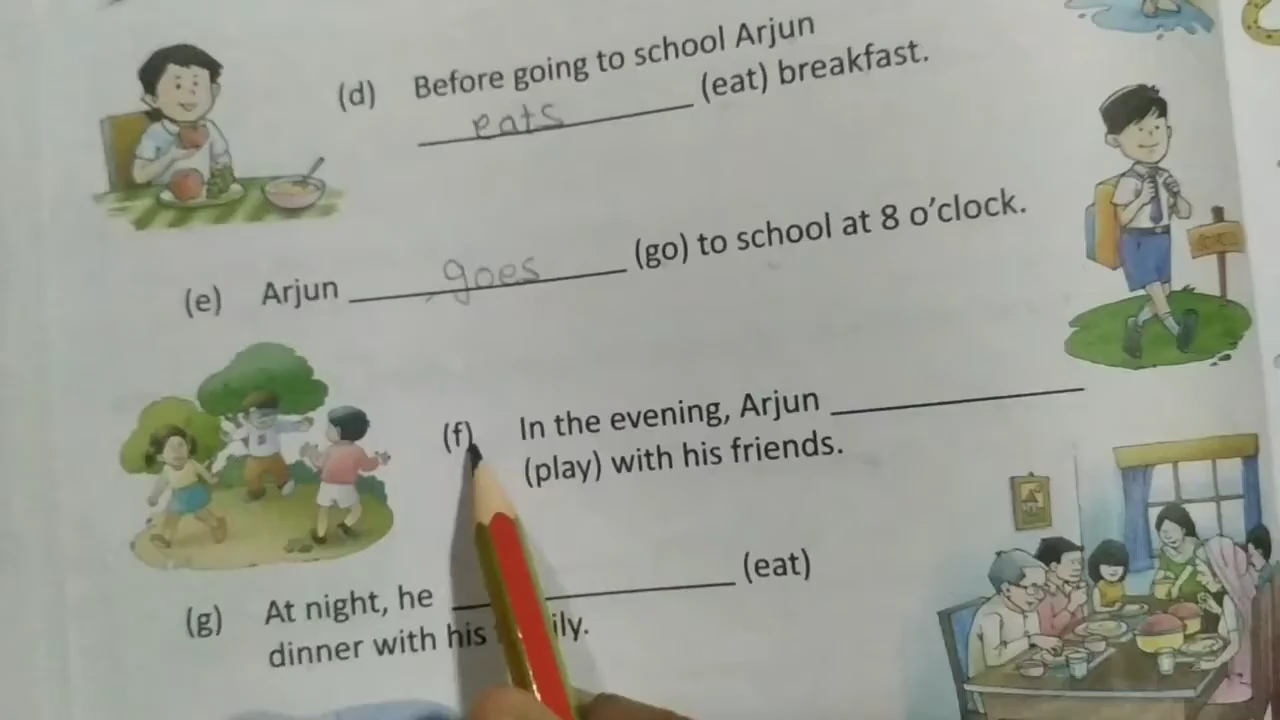 (d) Before going to school Arjun
eats (eat) breakfast.
(e) Arjun goes (go) to school at 8 o'clock.
(f) In the evening, Arjun
(play) with his friends.
(g) At night, he (eat)
dinner with his ily.